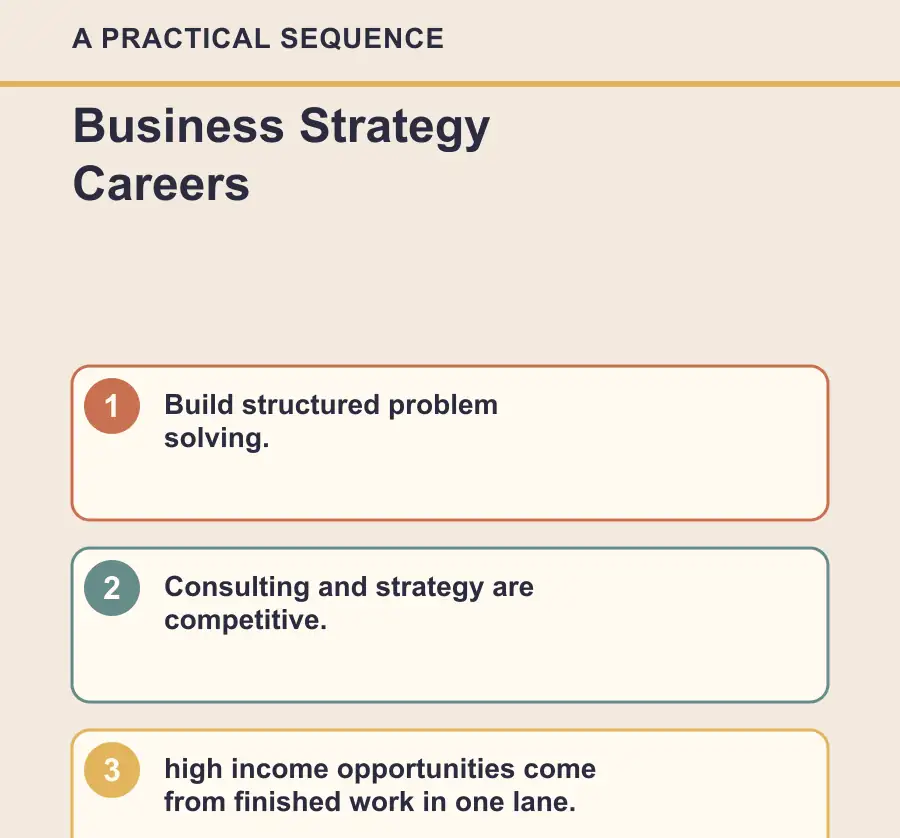 A PRACTICAL SEQUENCE
Business Strategy
Careers
1
Build structured problem
solving.
2
Consulting and strategy are
competitive.
3
high income opportunities come
from finished work in one lane.